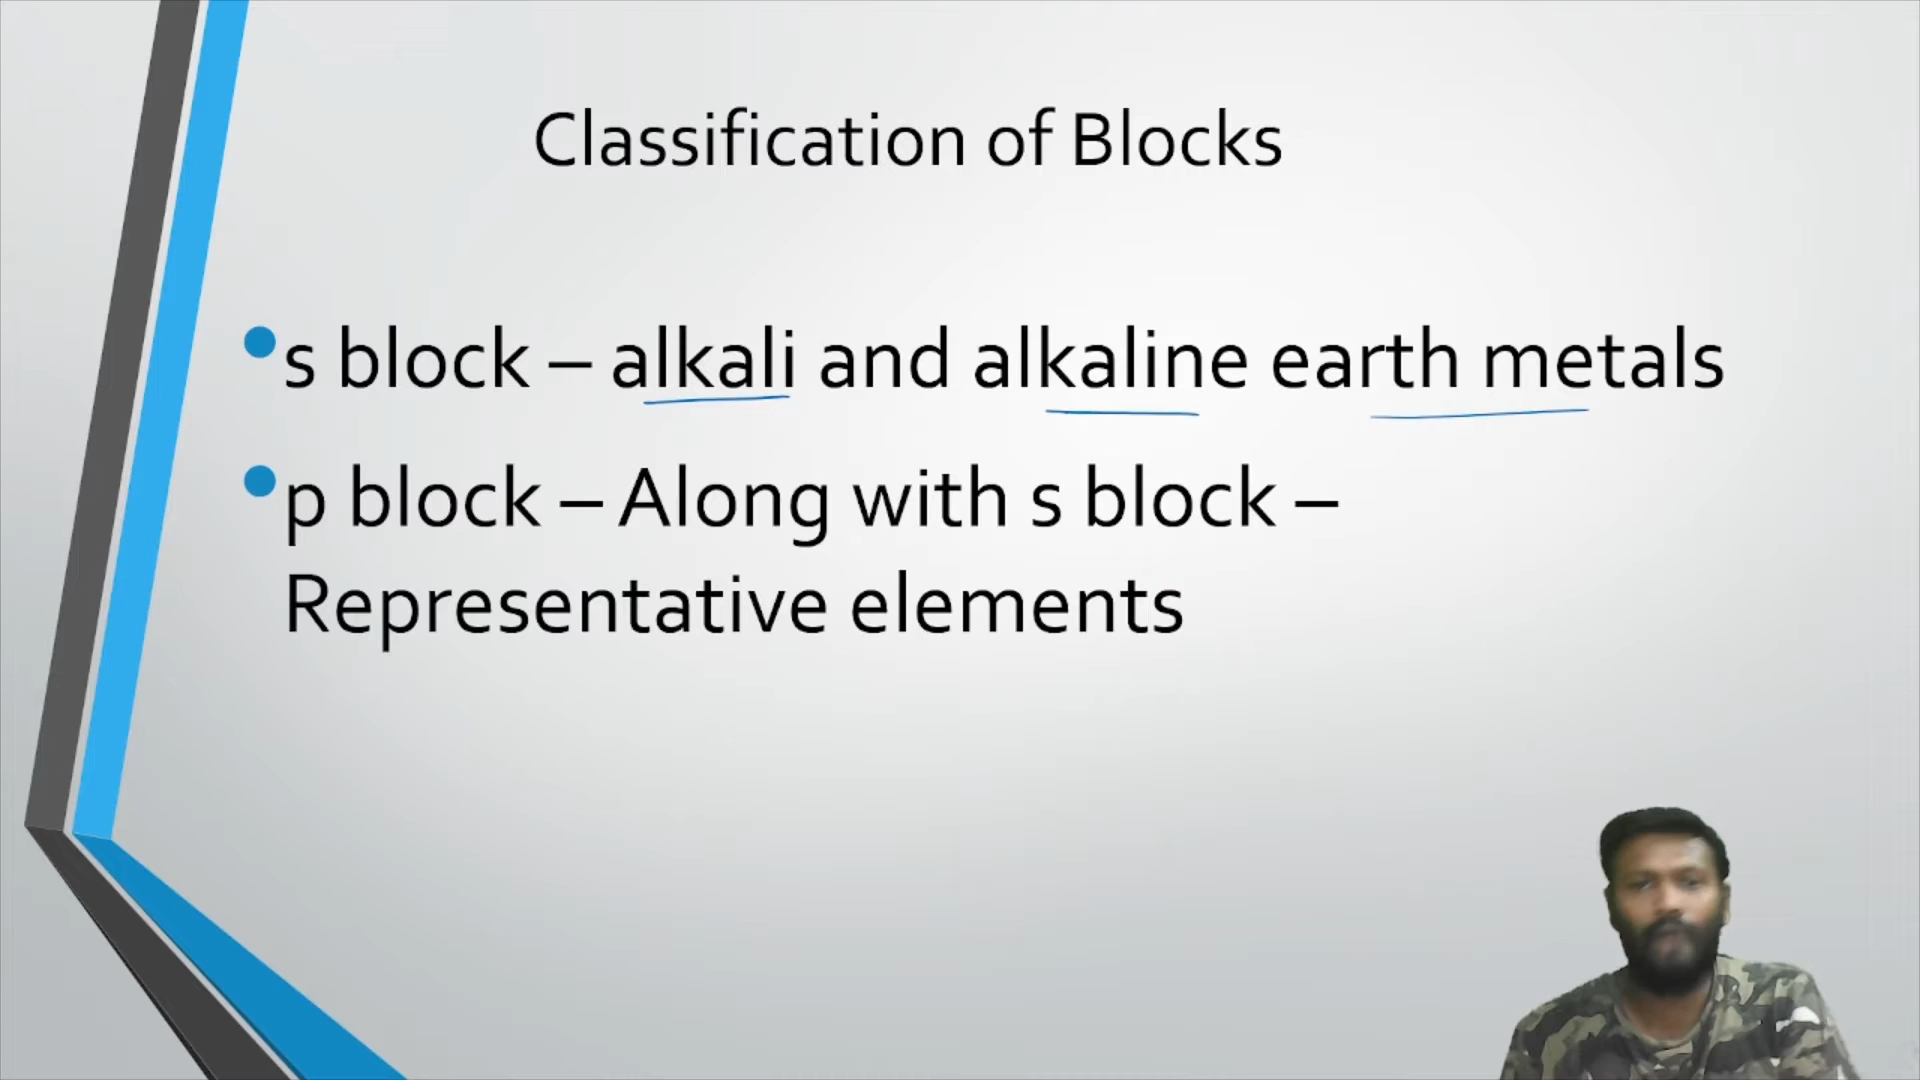 Classification of Blocks
s block – alkali and alkaline earth metals
p block – Along with s block –
Representative elements